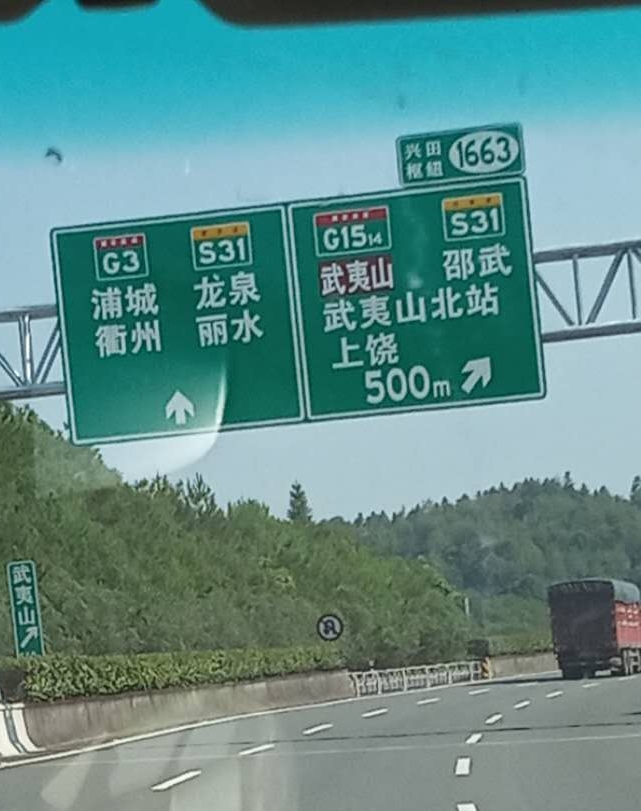 兴田
枢纽
1663
G3 S31
浦城 龙泉
衢州 丽水
G1514 S31
武夷山 邵武
武夷山北站
上饶
500m
武夷山